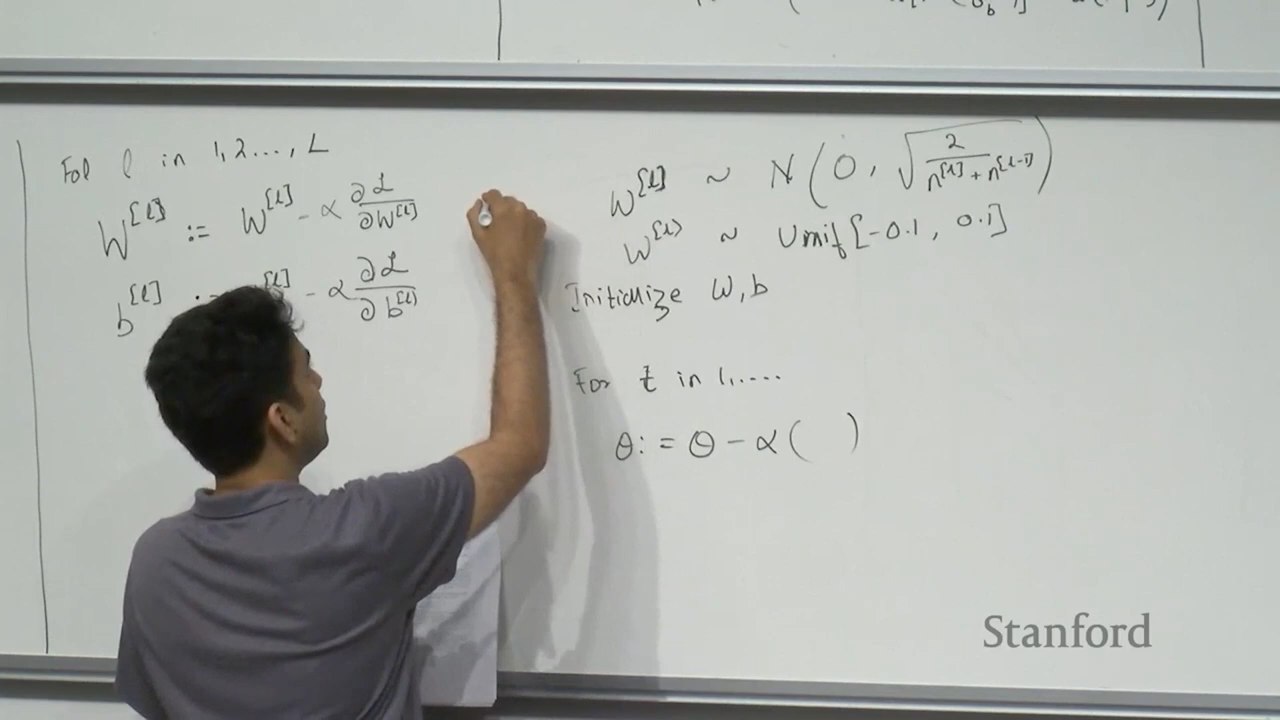 For l in 1,2...., L
W^[l] := W^[l] - α ∂L/∂W^[l]
b^[l] := b^[l] - α ∂L/∂b^[l]
W^[l] ~ N(0, √(2/(n^[l] + n^[l-1])))
W^[l] ~ Unif[-0.1, 0.1]
Initialize W, b
For t in 1,....
θ := θ - α( )
Stanford